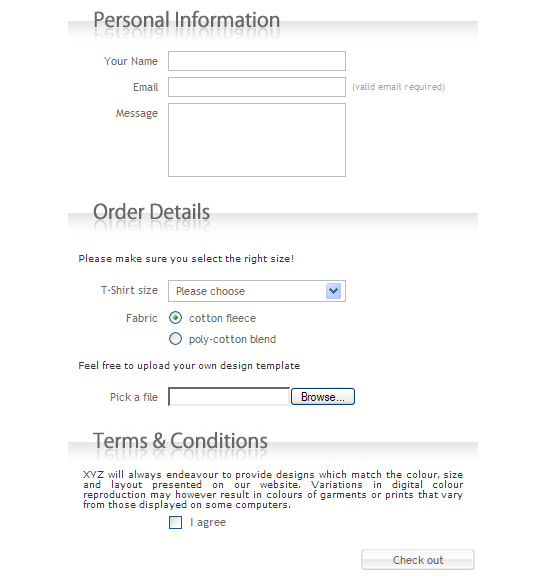 Personal Information
Your Name
Email (valid email required)
Message
Order Details
Please make sure you select the right size!
T-Shirt size Please choose
Fabric cotton fleece
poly-cotton blend
Feel free to upload your own design template
Pick a file Browse...
Terms & Conditions
XYZ will always endeavour to provide designs which match the colour, size
and layout presented on our website. Variations in digital colour
reproduction may however result in colours of garments or prints that vary
from those displayed on some computers.
I agree
Check out